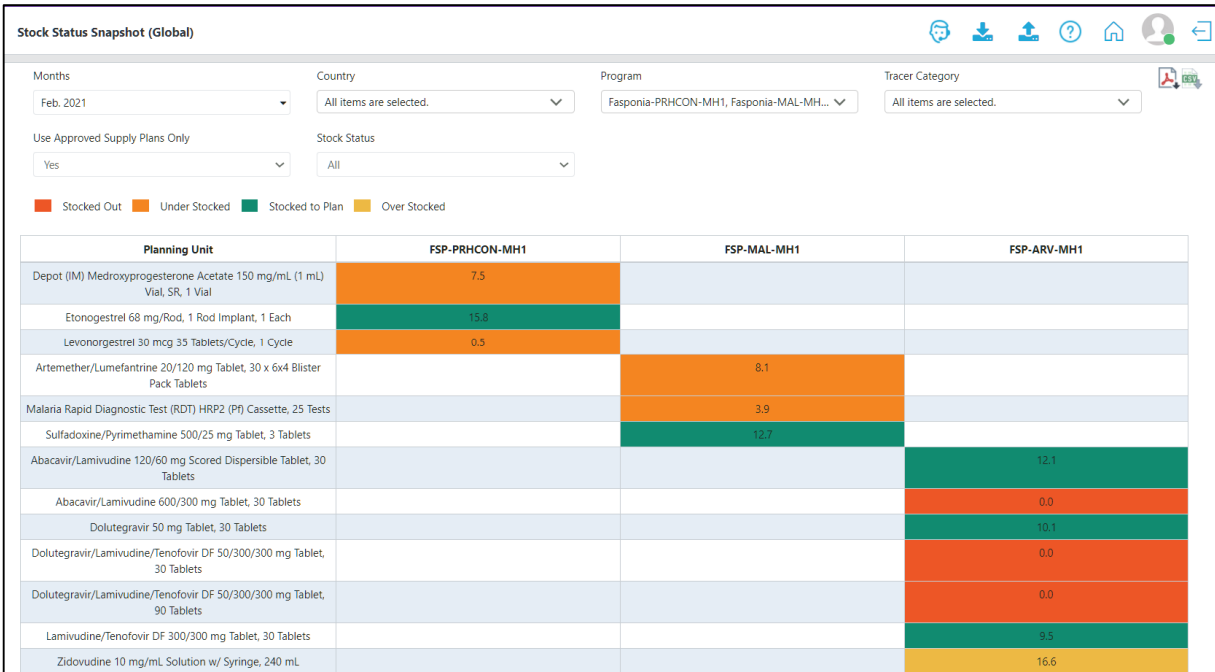 Stock Status Snapshot (Global)
Months
Country
Program
Tracer Category
CSV
Feb. 2021
All items are selected.
Fasponia-PRHCON-MH1, Fasponia-MAL-MH...
All items are selected.
Use Approved Supply Plans Only
Stock Status
Yes
All
Stocked Out
Under Stocked
Stocked to Plan
Over Stocked
Planning Unit
FSP-PRHCON-MH1
FSP-MAL-MH1
FSP-ARV-MH1
Depot (IM) Medroxyprogesterone Acetate 150 mg/mL (1 mL)
Vial, SR, 1 Vial
7.5
Etonogestrel 68 mg/Rod, 1 Rod Implant, 1 Each
15.8
Levonorgestrel 30 mcg 35 Tablets/Cycle, 1 Cycle
0.5
Artemether/Lumefantrine 20/120 mg Tablet, 30 x 6x4 Blister
Pack Tablets
8.1
Malaria Rapid Diagnostic Test (RDT) HRP2 (Pf) Cassette, 25 Tests
3.9
Sulfadoxine/Pyrimethamine 500/25 mg Tablet, 3 Tablets
12.7
Abacavir/Lamivudine 120/60 mg Scored Dispersible Tablet, 30
Tablets
12.1
Abacavir/Lamivudine 600/300 mg Tablet, 30 Tablets
0.0
Dolutegravir 50 mg Tablet, 30 Tablets
10.1
Dolutegravir/Lamivudine/Tenofovir DF 50/300/300 mg Tablet,
30 Tablets
0.0
Dolutegravir/Lamivudine/Tenofovir DF 50/300/300 mg Tablet,
90 Tablets
0.0
Lamivudine/Tenofovir DF 300/300 mg Tablet, 30 Tablets
9.5
Zidovudine 10 mg/mL Solution w/ Syringe, 240 mL
16.6